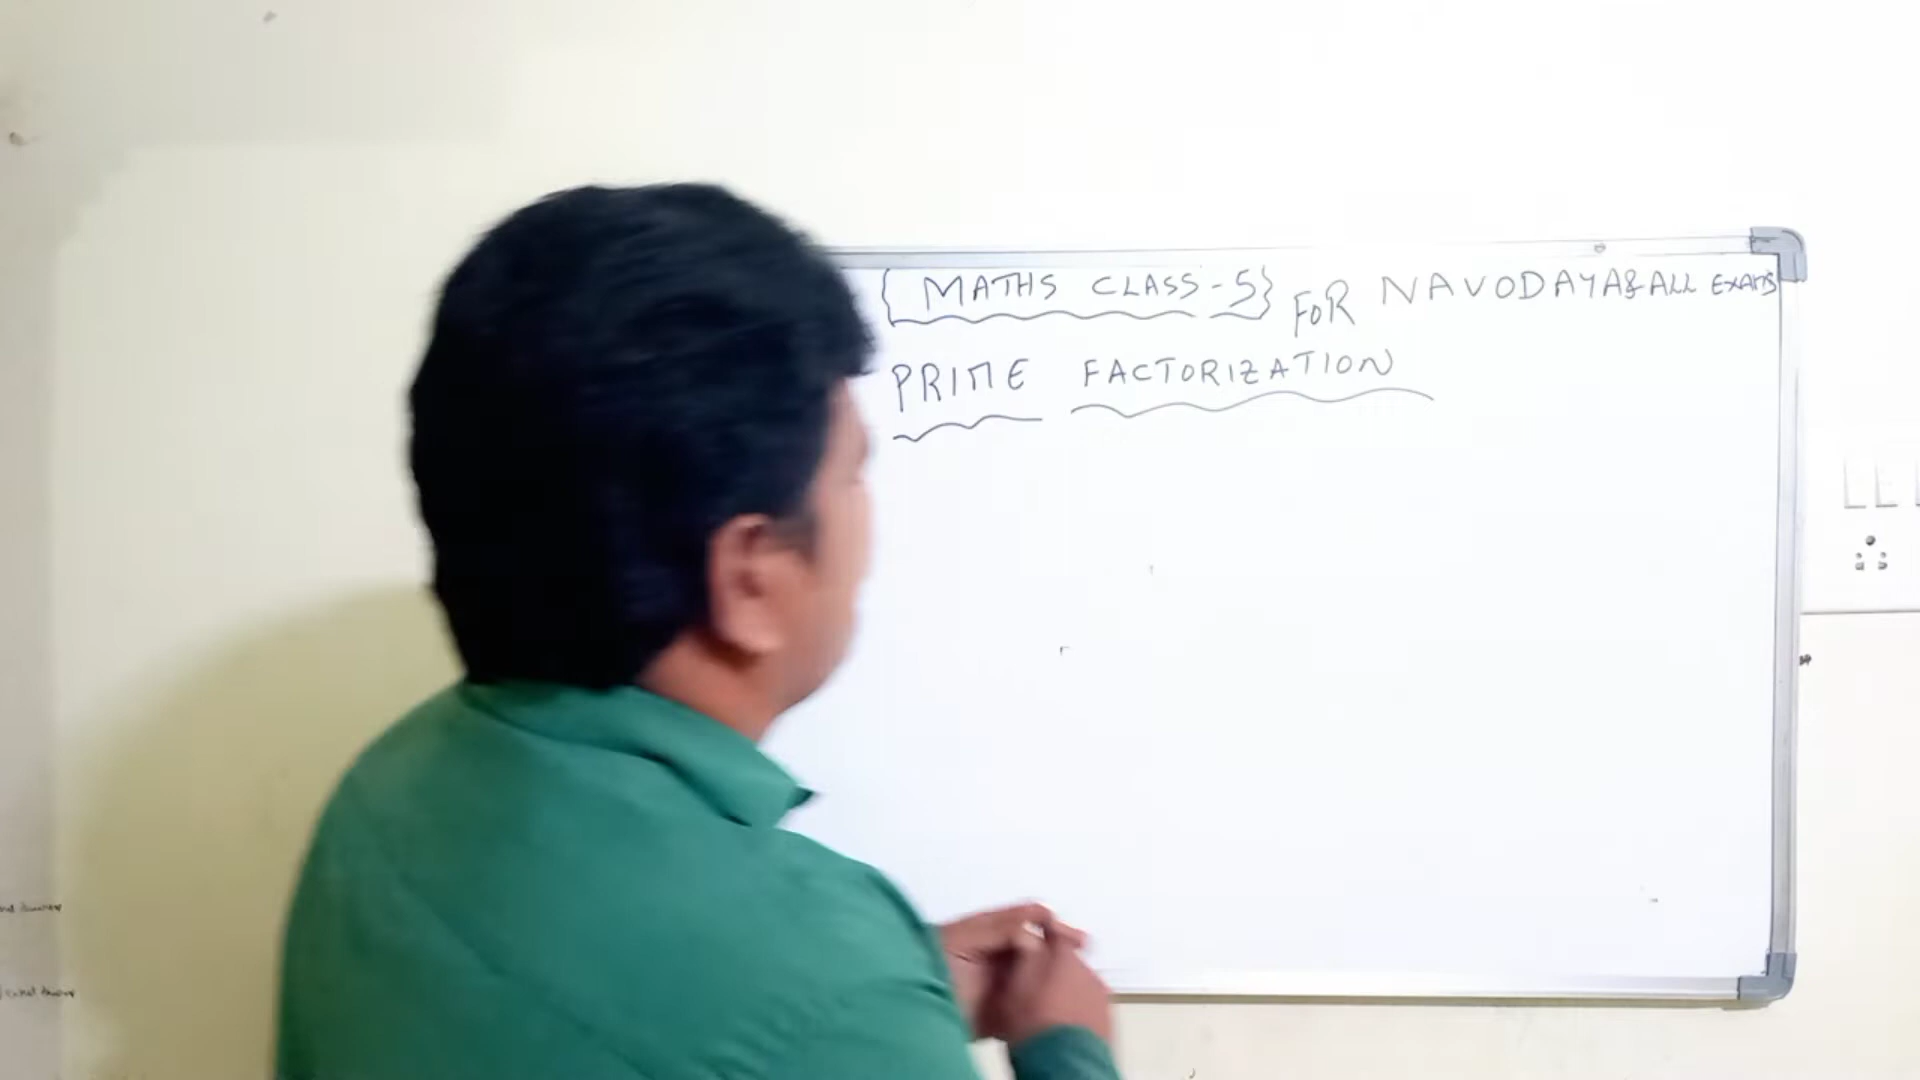 { MATHS CLASS-5} FOR NAVODAYA & ALL EXAMS
PRIME FACTORIZATION